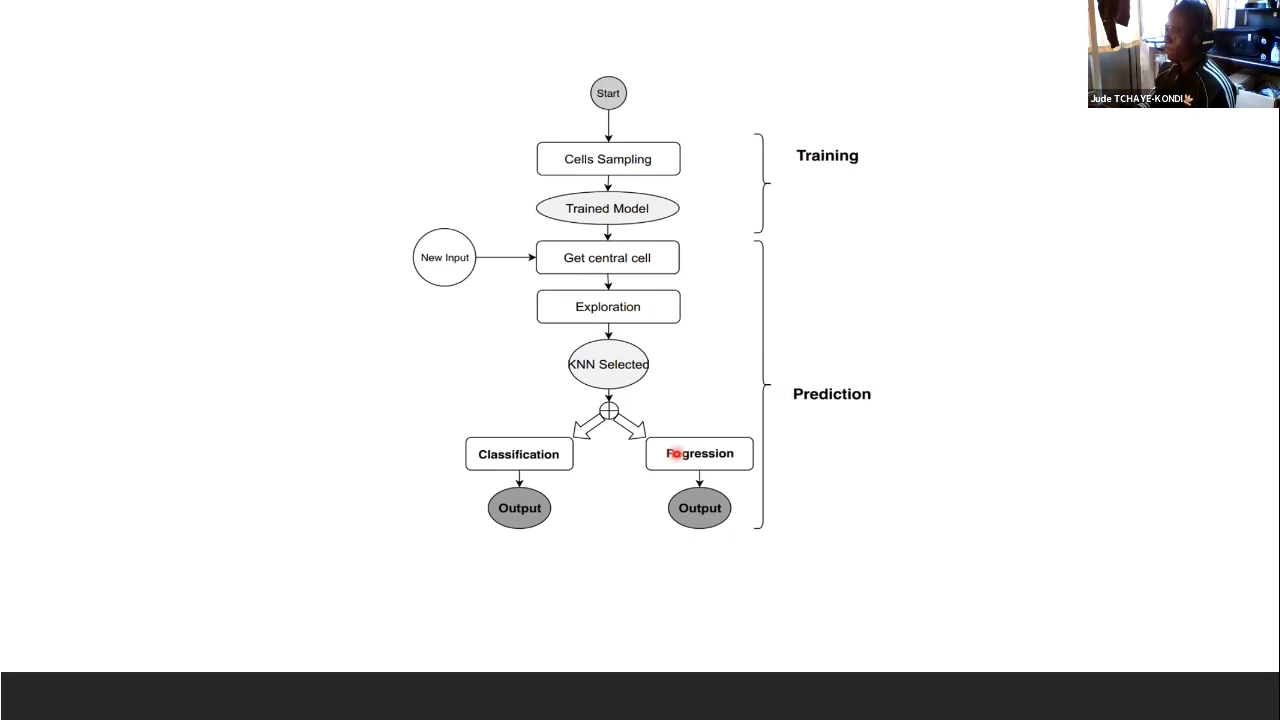 Jude TCHAYE-KONDI
Start
Cells Sampling
Training
Trained Model
New Input
Get central cell
Exploration
KNN Selected
Prediction
Classification
Regression
Output
Output